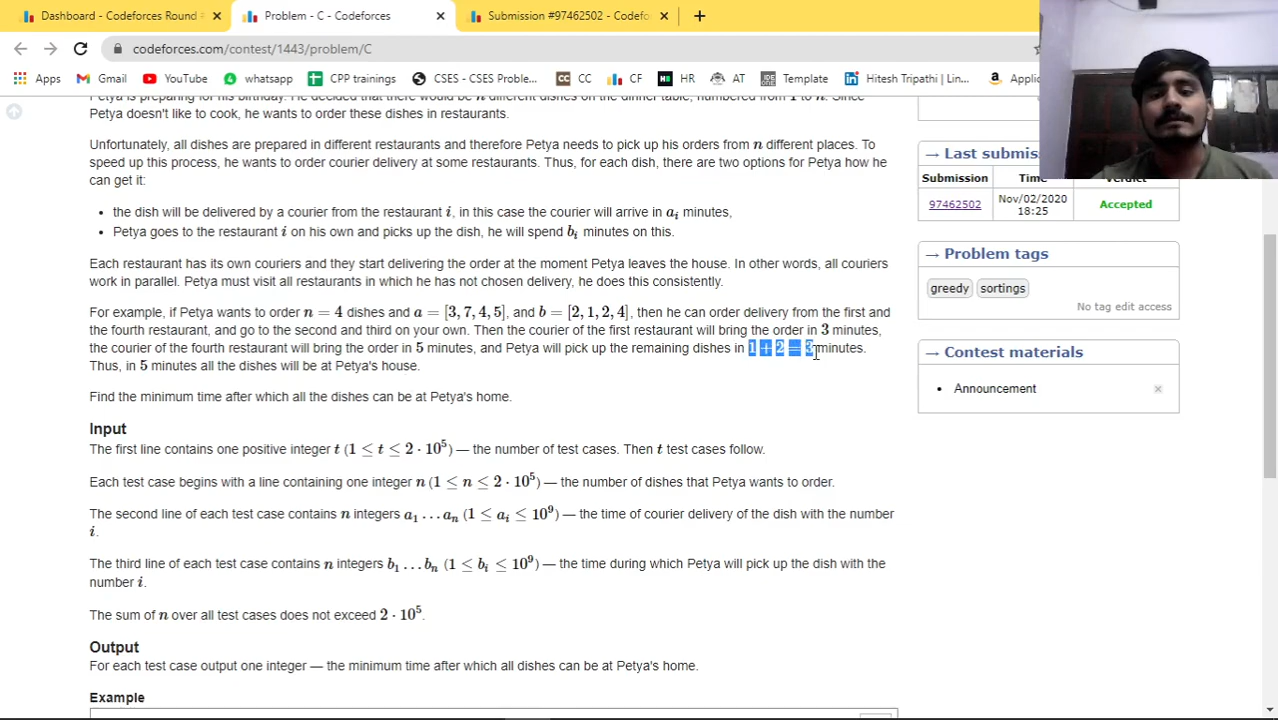 Dashboard - Codeforces Round
Problem - C - Codeforces
Submission #97462502 - Codefo
codeforces.com/contest/1443/problem/C
Apps Gmail YouTube whatsapp CPP trainings CSES - CSES Proble... CC CC CF HR AT Template Hitesh Tripathi | Lin...
Petya is preparing for his birthday. He decided that there would be n different dishes on the dinner table, numbered from 1 to n. Since
Petya doesn't like to cook, he wants to order these dishes in restaurants.
Unfortunately, all dishes are prepared in different restaurants and therefore Petya needs to pick up his orders from n different places. To
speed up this process, he wants to order courier delivery at some restaurants. Thus, for each dish, there are two options for Petya how he
can get it:
• the dish will be delivered by a courier from the restaurant i, in this case the courier will arrive in aᵢ minutes,
• Petya goes to the restaurant i on his own and picks up the dish, he will spend bᵢ minutes on this.
Each restaurant has its own couriers and they start delivering the order at the moment Petya leaves the house. In other words, all couriers
work in parallel. Petya must visit all restaurants in which he has not chosen delivery, he does this consistently.
For example, if Petya wants to order n = 4 dishes and a = [3, 7, 4, 5], and b = [2, 1, 2, 4], then he can order delivery from the first and
the fourth restaurant, and go to the second and third on your own. Then the courier of the first restaurant will bring the order in 3 minutes,
the courier of the fourth restaurant will bring the order in 5 minutes, and Petya will pick up the remaining dishes in 1 + 2 = 3 minutes.
Thus, in 5 minutes all the dishes will be at Petya's house.
Find the minimum time after which all the dishes can be at Petya's home.
Input
The first line contains one positive integer t (1 ≤ t ≤ 2 · 10⁵) — the number of test cases. Then t test cases follow.
Each test case begins with a line containing one integer n (1 ≤ n ≤ 2 · 10⁵) — the number of dishes that Petya wants to order.
The second line of each test case contains n integers a₁ … aₙ (1 ≤ aᵢ ≤ 10⁹) — the time of courier delivery of the dish with the number
i.
The third line of each test case contains n integers b₁ … bₙ (1 ≤ bᵢ ≤ 10⁹) — the time during which Petya will pick up the dish with the
number i.
The sum of n over all test cases does not exceed 2 · 10⁵.
Output
For each test case output one integer — the minimum time after which all dishes can be at Petya's home.
Example
→ Last submis
Submission Time Verdict
97462502 Nov/02/2020 18:25 Accepted
→ Problem tags
greedy sortings
No tag edit access
→ Contest materials
• Announcement